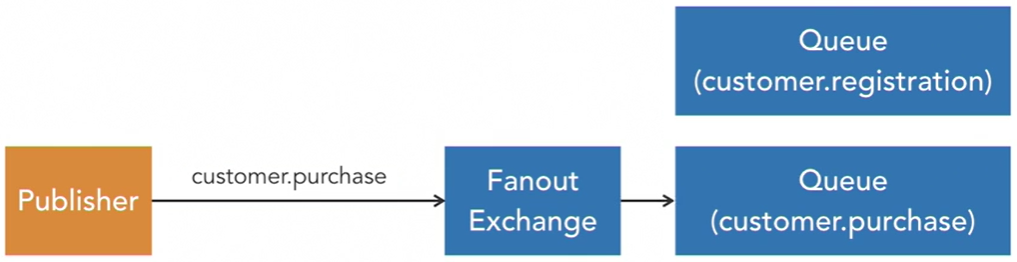 Queue
(customer.registration)
Publisher
customer.purchase
Fanout
Exchange
Queue
(customer.purchase)